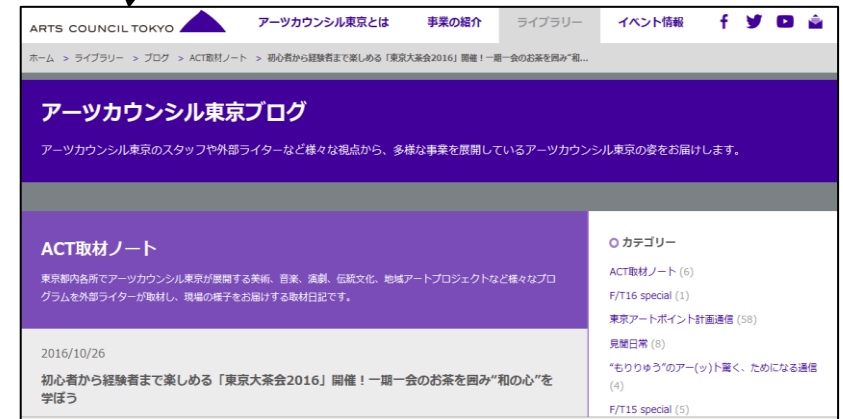 ARTS COUNCIL TOKYO
アーツカウンシル東京とは 事業の紹介 ライブラリー イベント情報
ホーム > ライブラリー > ブログ > ACT取材ノート > 初心者から経験者まで楽しめる「東京大茶会2016」開催!一期一会のお茶を囲み“和...
アーツカウンシル東京ブログ
アーツカウンシル東京のスタッフや外部ライターなど様々な視点から、多様な事業を展開しているアーツカウンシル東京の姿をお届けします。
ACT取材ノート
東京都内各所でアーツカウンシル東京が展開する美術、音楽、演劇、伝統文化、地域アートプロジェクトなど様々なプロ
グラムを外部ライターが取材し、現場の様子をお届けする取材日記です。
2016/10/26
初心者から経験者まで楽しめる「東京大茶会2016」開催!一期一会のお茶を囲み“和の心”を
学ぼう
カテゴリー
ACT取材ノート (6)
F/T16 special (1)
東京アートポイント計画通信 (58)
見聞日常 (8)
“もりりゅう”のアー(ッ)ト驚く、ためになる通信
(4)
F/T15 special (5)